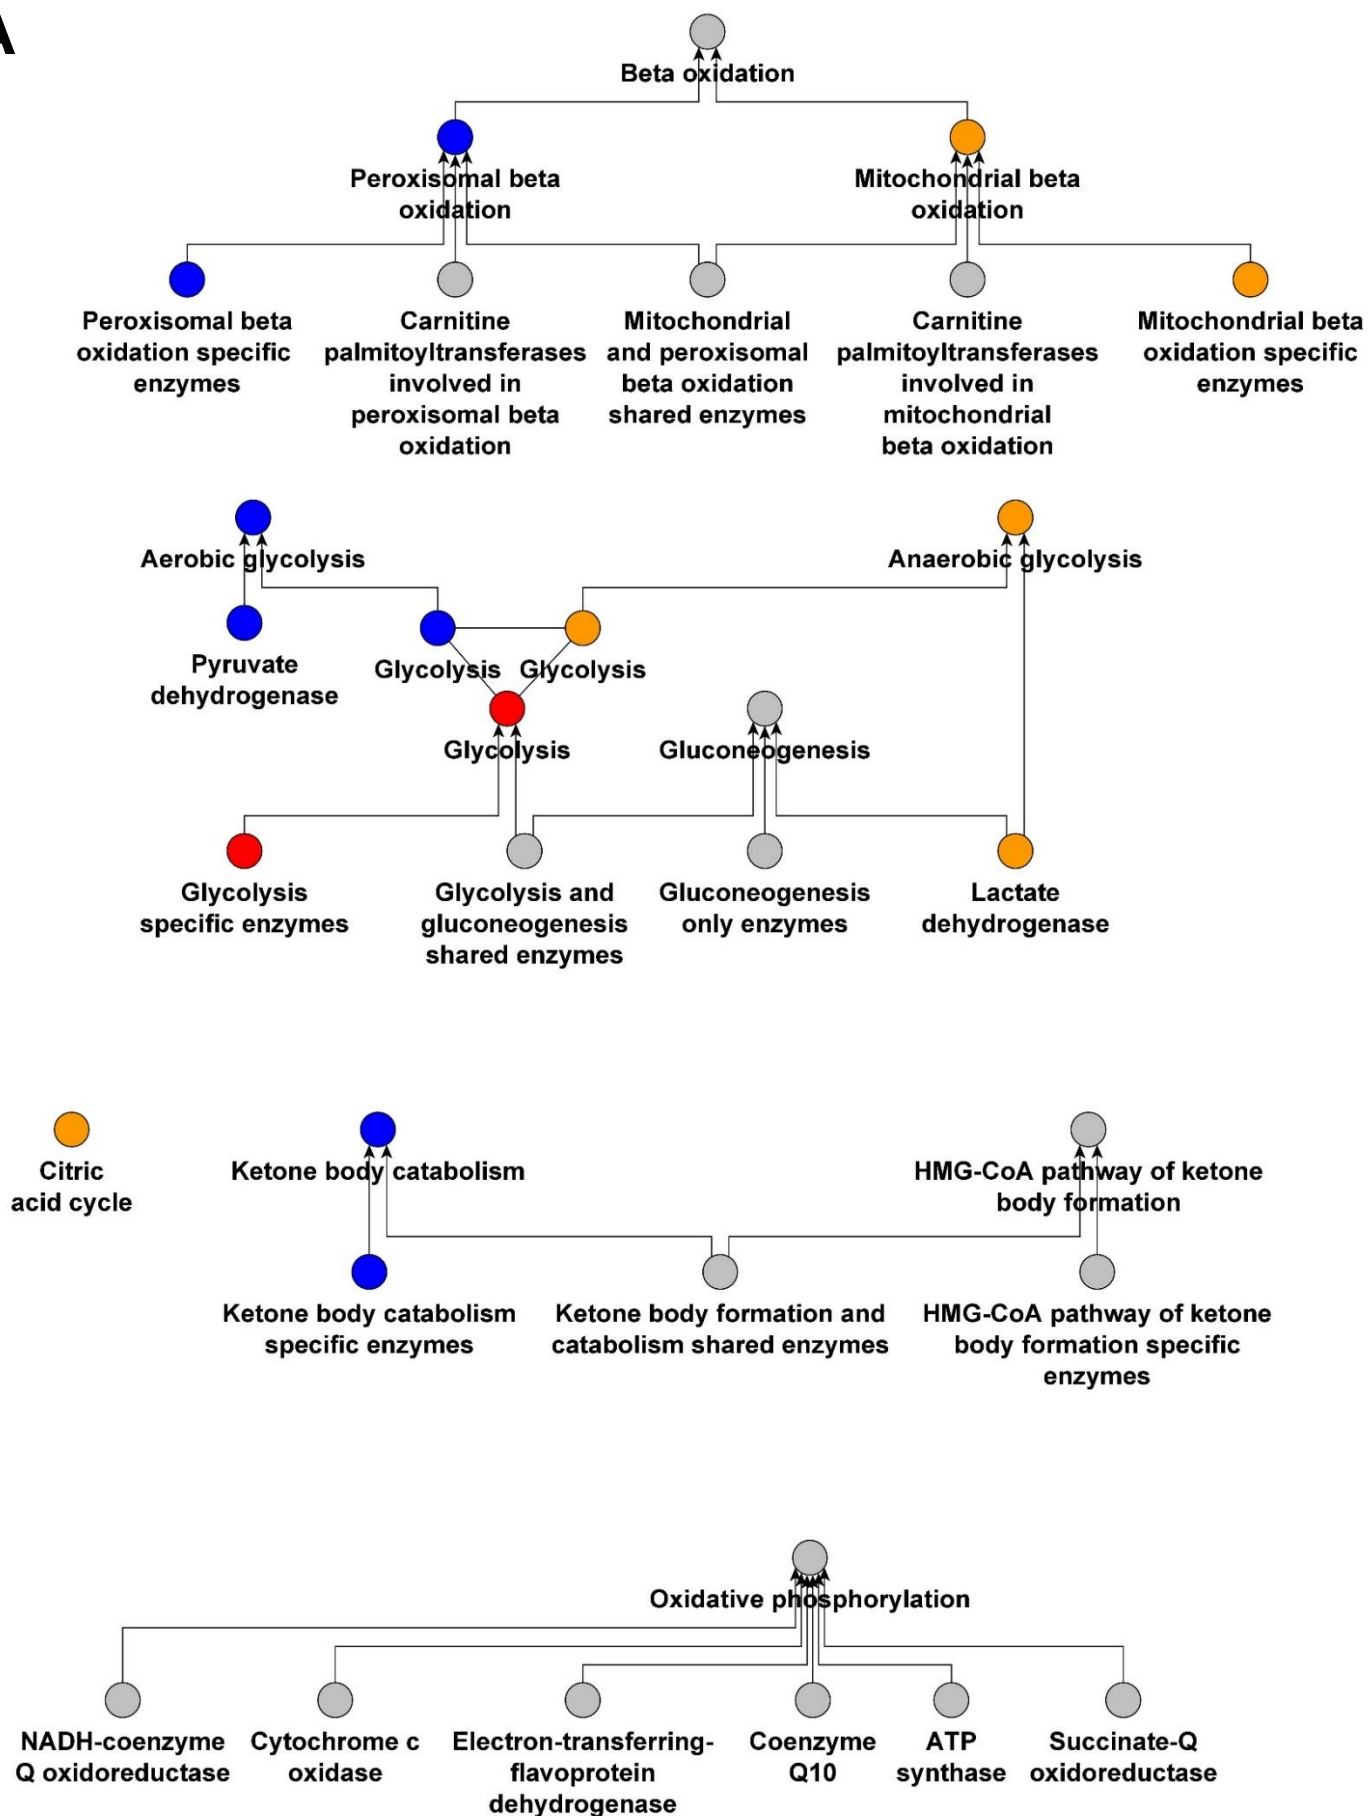 A
Beta oxidation
Peroxisomal beta
oxidation
Mitochondrial beta
oxidation
Peroxisomal beta
oxidation specific
enzymes
Carnitine
palmitoyltransferases
involved in
peroxisomal beta
oxidation
Mitochondrial
and peroxisomal
beta oxidation
shared enzymes
Carnitine
palmitoyltransferases
involved in
mitochondrial
beta oxidation
Mitochondrial beta
oxidation specific
enzymes
Aerobic glycolysis
Anaerobic glycolysis
Pyruvate
dehydrogenase
Glycolysis
Glycolysis
Glycolysis
Gluconeogenesis
Glycolysis
specific enzymes
Glycolysis and
gluconeogenesis
shared enzymes
Gluconeogenesis
only enzymes
Lactate
dehydrogenase
Citric
acid cycle
Ketone body catabolism
HMG-CoA pathway of ketone
body formation
Ketone body catabolism
specific enzymes
Ketone body formation and
catabolism shared enzymes
HMG-CoA pathway of ketone
body formation specific
enzymes
Oxidative phosphorylation
NADH-coenzyme
Q oxidoreductase
Cytochrome c
oxidase
Electron-transferring-
flavoprotein
dehydrogenase
Coenzyme
Q10
ATP
synthase
Succinate-Q
oxidoreductase